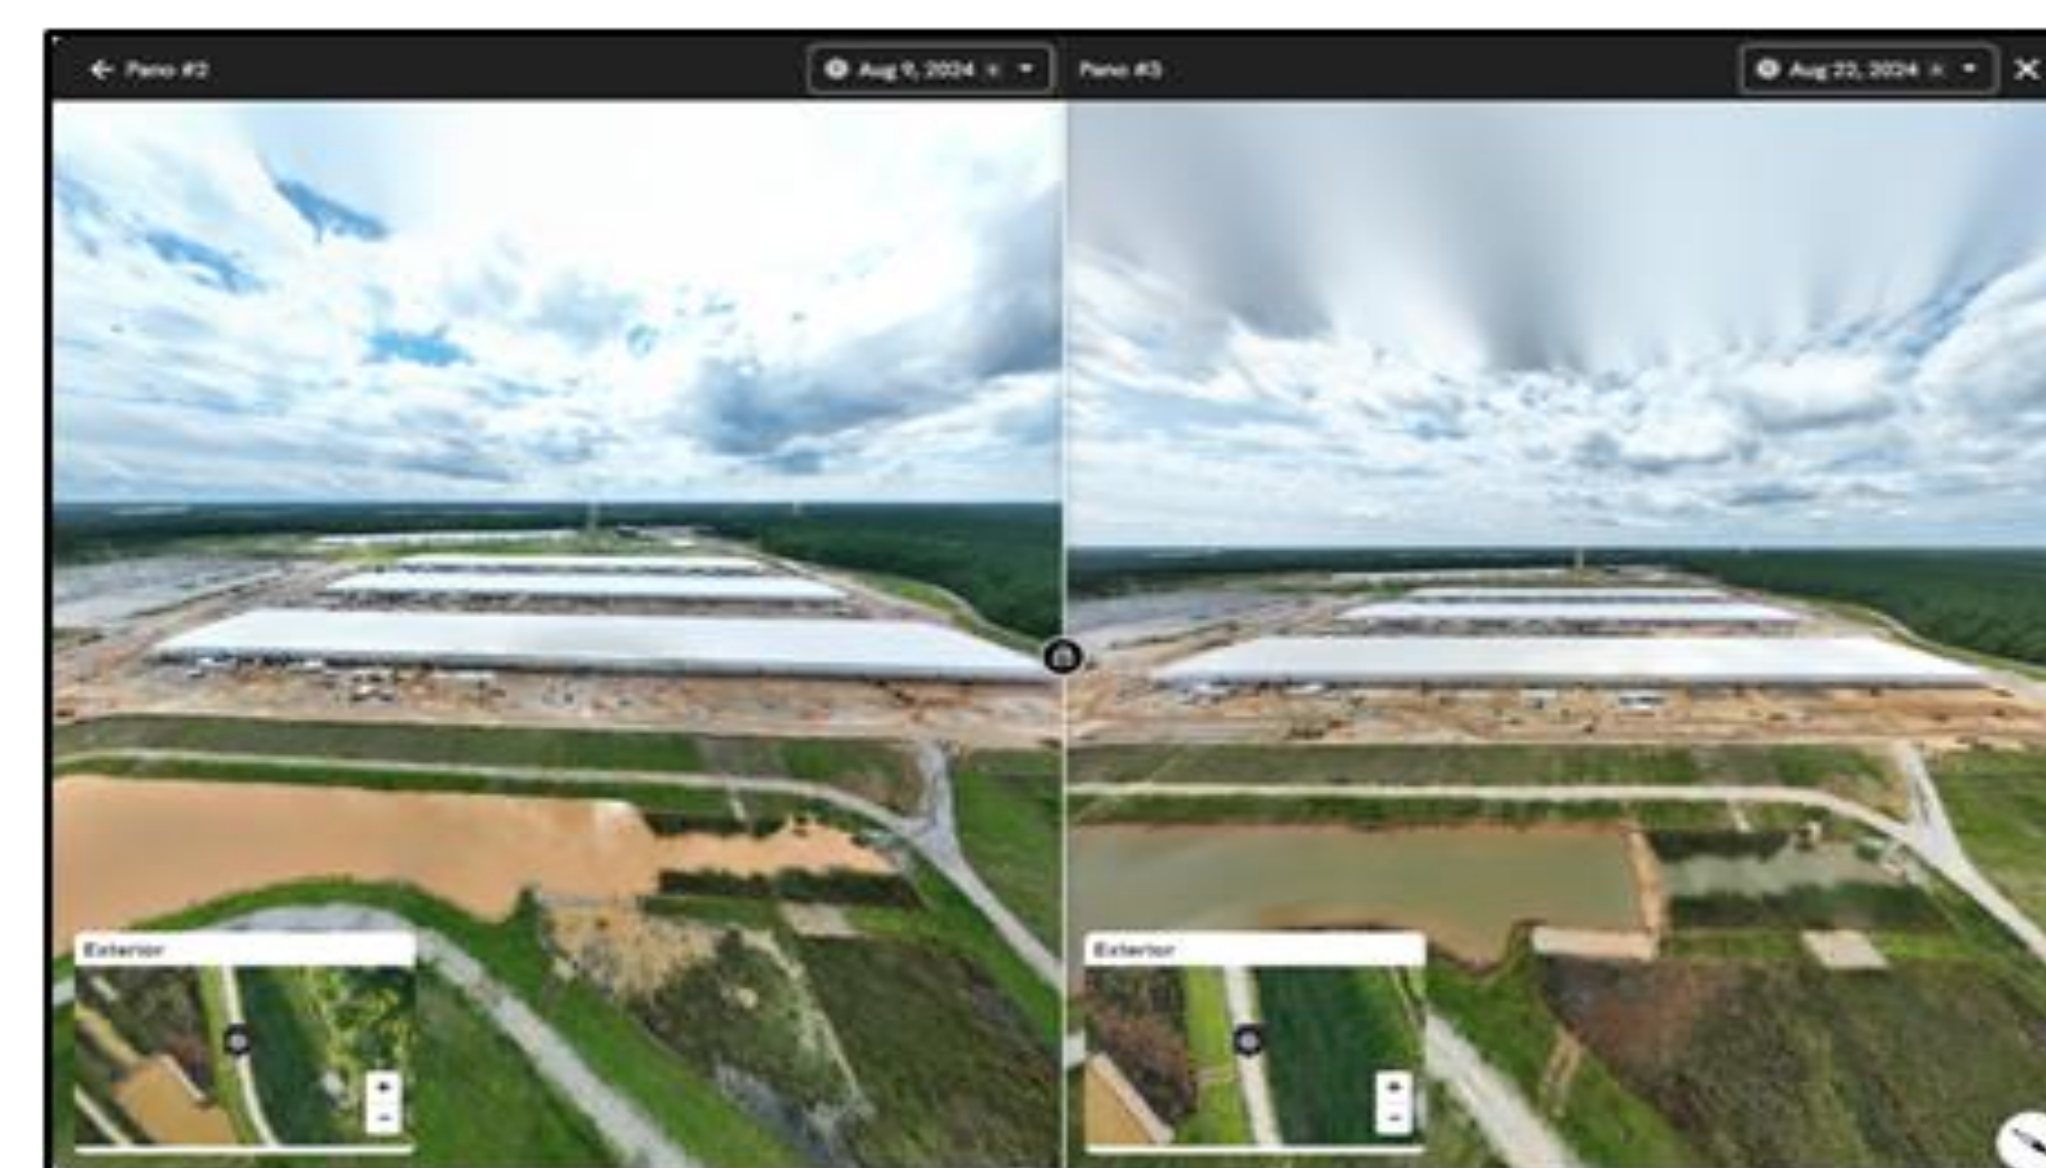 Pano #2
Aug 9, 2024
Pano #3
Aug 23, 2024
Exterior
+
-
Exterior
+
-